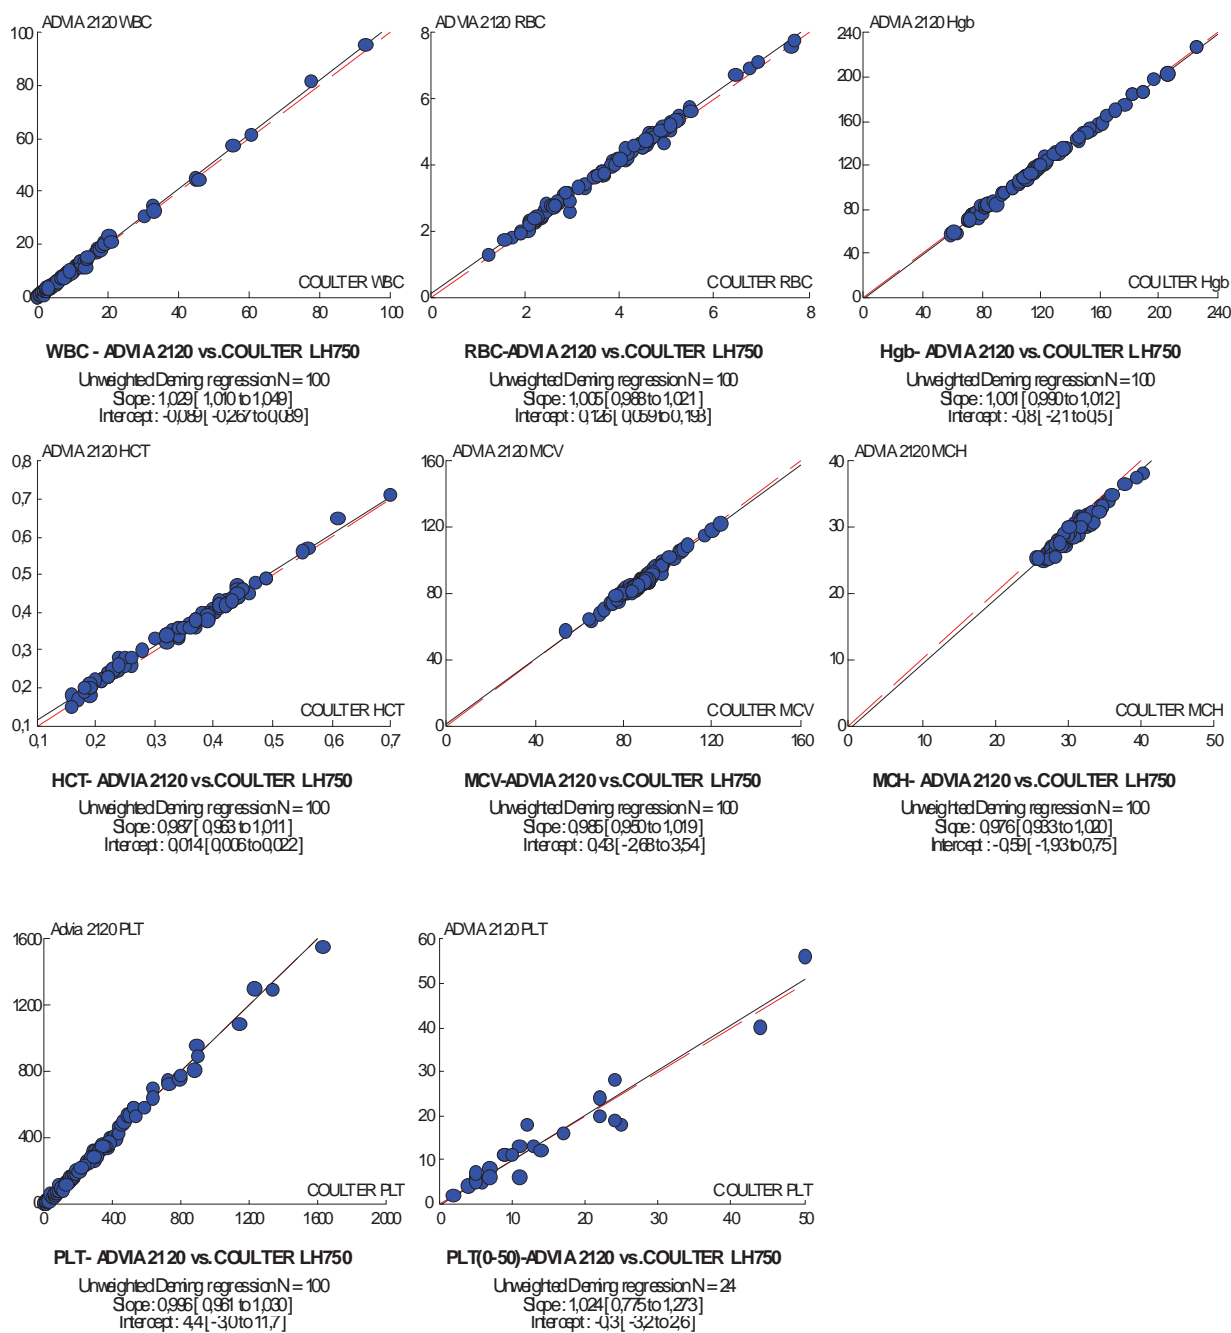 ADVIA 2120 WBC
100
80
60
40
20
0
0 20 40 60 80 100
COULTER WBC
WBC - ADVIA 2120 vs.COULTER LH750
Unweighted Deming regression N = 100
Slope : 1,029 [ 1,010 to 1,049 ]
Intercept : -0,089 [ -0,267 to 0,089 ]
ADVIA 2120 RBC
8
6
4
2
0
0 2 4 6 8
COULTER RBC
RBC-ADVIA 2120 vs.COULTER LH750
Unweighted Deming regression N = 100
Slope : 1,005 [ 0,988 to 1,021 ]
Intercept : 0,126 [ 0,059 to 0,193 ]
ADVIA 2120 Hgb
240
200
160
120
80
40
0
0 40 80 120 160 200 240
COULTER Hgb
Hgb- ADVIA 2120 vs.COULTER LH750
Unweighted Deming regression N = 100
Slope : 1,001 [ 0,990 to 1,012 ]
Intercept : -0,8 [ -2,1 to 0,5 ]
ADVIA 2120 HCT
0,8
0,7
0,6
0,5
0,4
0,3
0,2
0,1
0,1 0,2 0,3 0,4 0,5 0,6 0,7
COULTER HCT
HCT- ADVIA 2120 vs.COULTER LH750
Unweighted Deming regression N = 100
Slope : 0,987 [ 0,963 to 1,011 ]
Intercept : 0,014 [ 0,006 to 0,022 ]
ADVIA 2120 MCV
160
120
80
40
0
0 40 80 120 160
COULTER MCV
MCV-ADVIA 2120 vs.COULTER LH750
Unweighted Deming regression N = 100
Slope : 0,985 [ 0,950 to 1,019 ]
Intercept : 0,43 [ -2,68 to 3,54 ]
ADVIA 2120 MCH
40
30
20
10
0
0 10 20 30 40 50
COULTER MCH
MCH- ADVIA 2120 vs.COULTER LH750
Unweighted Deming regression N = 100
Slope : 0,976 [ 0,933 to 1,020 ]
Intercept : -0,59 [ -1,93 to 0,75 ]
Advia 2120 PLT
1600
1200
800
400
0
0 400 800 1200 1600 2000
COULTER PLT
PLT- ADVIA 2120 vs.COULTER LH750
Unweighted Deming regression N = 100
Slope : 0,996 [ 0,961 to 1,030 ]
Intercept : 4,4 [ -3,0 to 11,7 ]
ADVIA 2120 PLT
60
50
40
30
20
10
0
0 10 20 30 40 50
COULTER PLT
PLT(0-50)-ADVIA 2120 vs.COULTER LH750
Unweighted Deming regression N = 24
Slope : 1,024 [ 0,775 to 1,273 ]
Intercept : -0,3 [ -3,2 to 2,6 ]